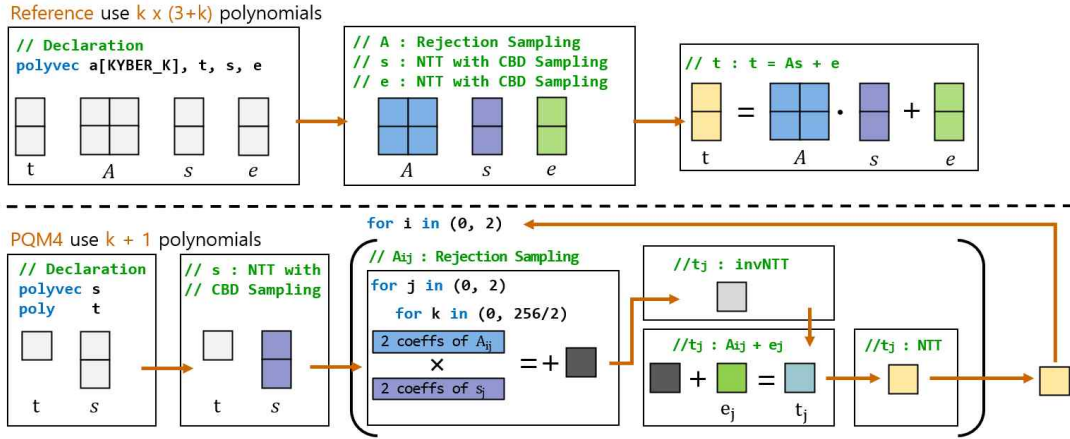 Reference use k x (3+k) polynomials
// Declaration
polyvec a[KYBER_K], t, s, e
t A s e
// A : Rejection Sampling
// s : NTT with CBD Sampling
// e : NTT with CBD Sampling
A s e
// t : t = As + e
= · +
t A s e
PQM4 use k + 1 polynomials
// Declaration
polyvec s
poly t
t s
// s : NTT with
// CBD Sampling
t s
for i in (0, 2)
// Aij : Rejection Sampling
for j in (0, 2)
for k in (0, 256/2)
2 coeffs of Aij
×
2 coeffs of sj
=+
//tj : invNTT
//tj : Aij + ej
+ =
ej tj
//tj : NTT